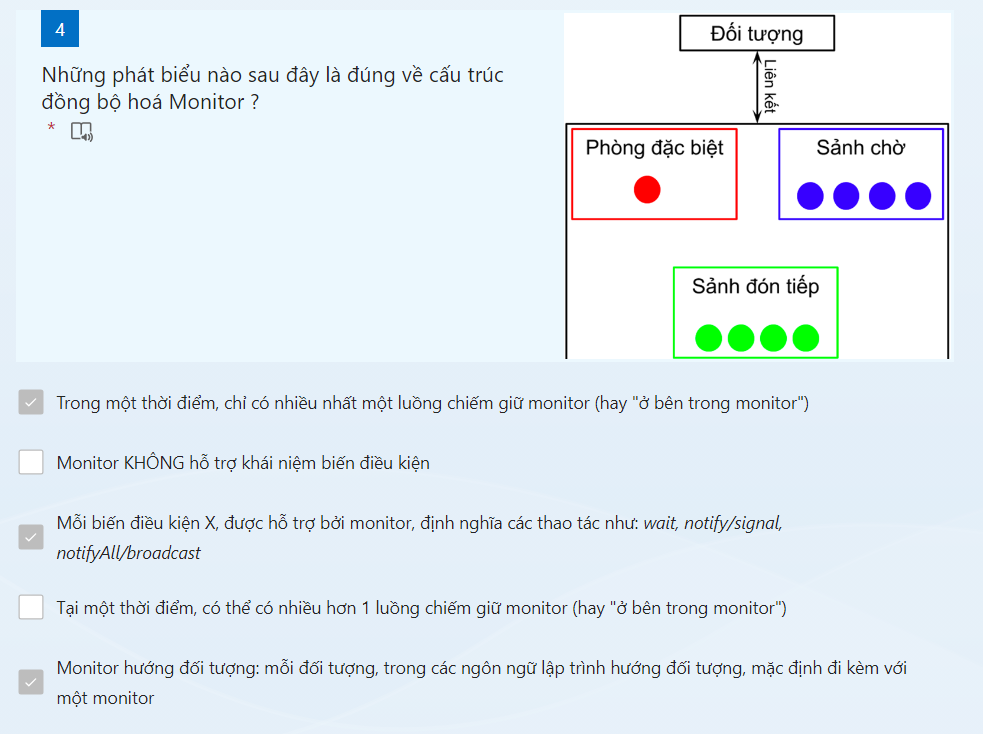 4
Những phát biểu nào sau đây là đúng về cấu trúc
đồng bộ hoá Monitor ?
*
Đối tượng
Liên kết
Phòng đặc biệt
Sảnh chờ
Sảnh đón tiếp
Trong một thời điểm, chỉ có nhiều nhất một luồng chiếm giữ monitor (hay "ở bên trong monitor")
Monitor KHÔNG hỗ trợ khái niệm biến điều kiện
Mỗi biến điều kiện X, được hỗ trợ bởi monitor, định nghĩa các thao tác như: wait, notify/signal,
notifyAll/broadcast
Tại một thời điểm, có thể có nhiều hơn 1 luồng chiếm giữ monitor (hay "ở bên trong monitor")
Monitor hướng đối tượng: mỗi đối tượng, trong các ngôn ngữ lập trình hướng đối tượng, mặc định đi kèm với
một monitor